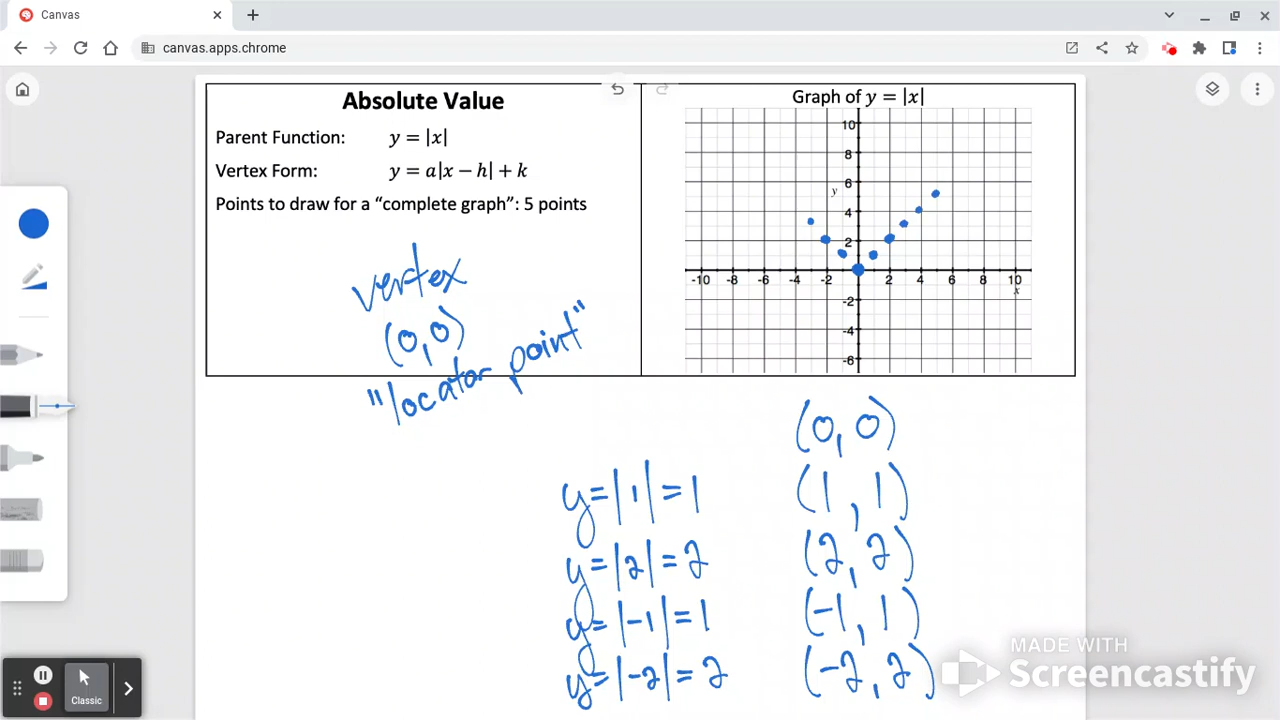 Canvas
canvas.apps.chrome
Absolute Value
Parent Function: y = |x|
Vertex Form: y = a|x − h| + k
Points to draw for a “complete graph”: 5 points
vertex
(0,0)
"locator point"
Graph of y = |x|
10
8
6
y
4
2
-10 -8 -6 -4 -2 2 4 6 8 10
x
-2
-4
-6
(0, 0)
y = |1| = 1 (1, 1)
y = |2| = 2 (2, 2)
y = |-1| = 1 (-1, 1)
y = |-2| = 2 (-2, 2)
MADE WITH
Screencastify
Classic